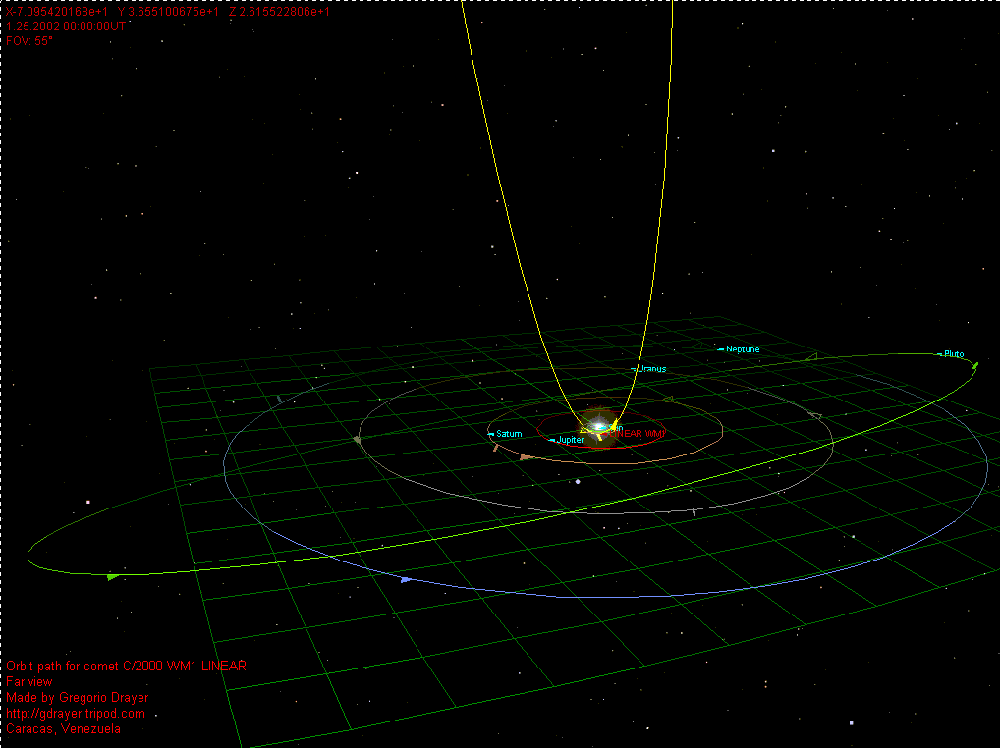 X-7.095420168e+1 Y 3.655100675e+1 Z 2.615522806e+1
1.25.2002 00:00:00UT
FOV: 55°
Neptune
Pluto
Uranus
Saturn
Jupiter
LINEAR WM1
Orbit path for comet C/2000 WM1 LINEAR
Far view
Made by Gregorio Drayer
http://gdrayer.tripod.com
Caracas, Venezuela